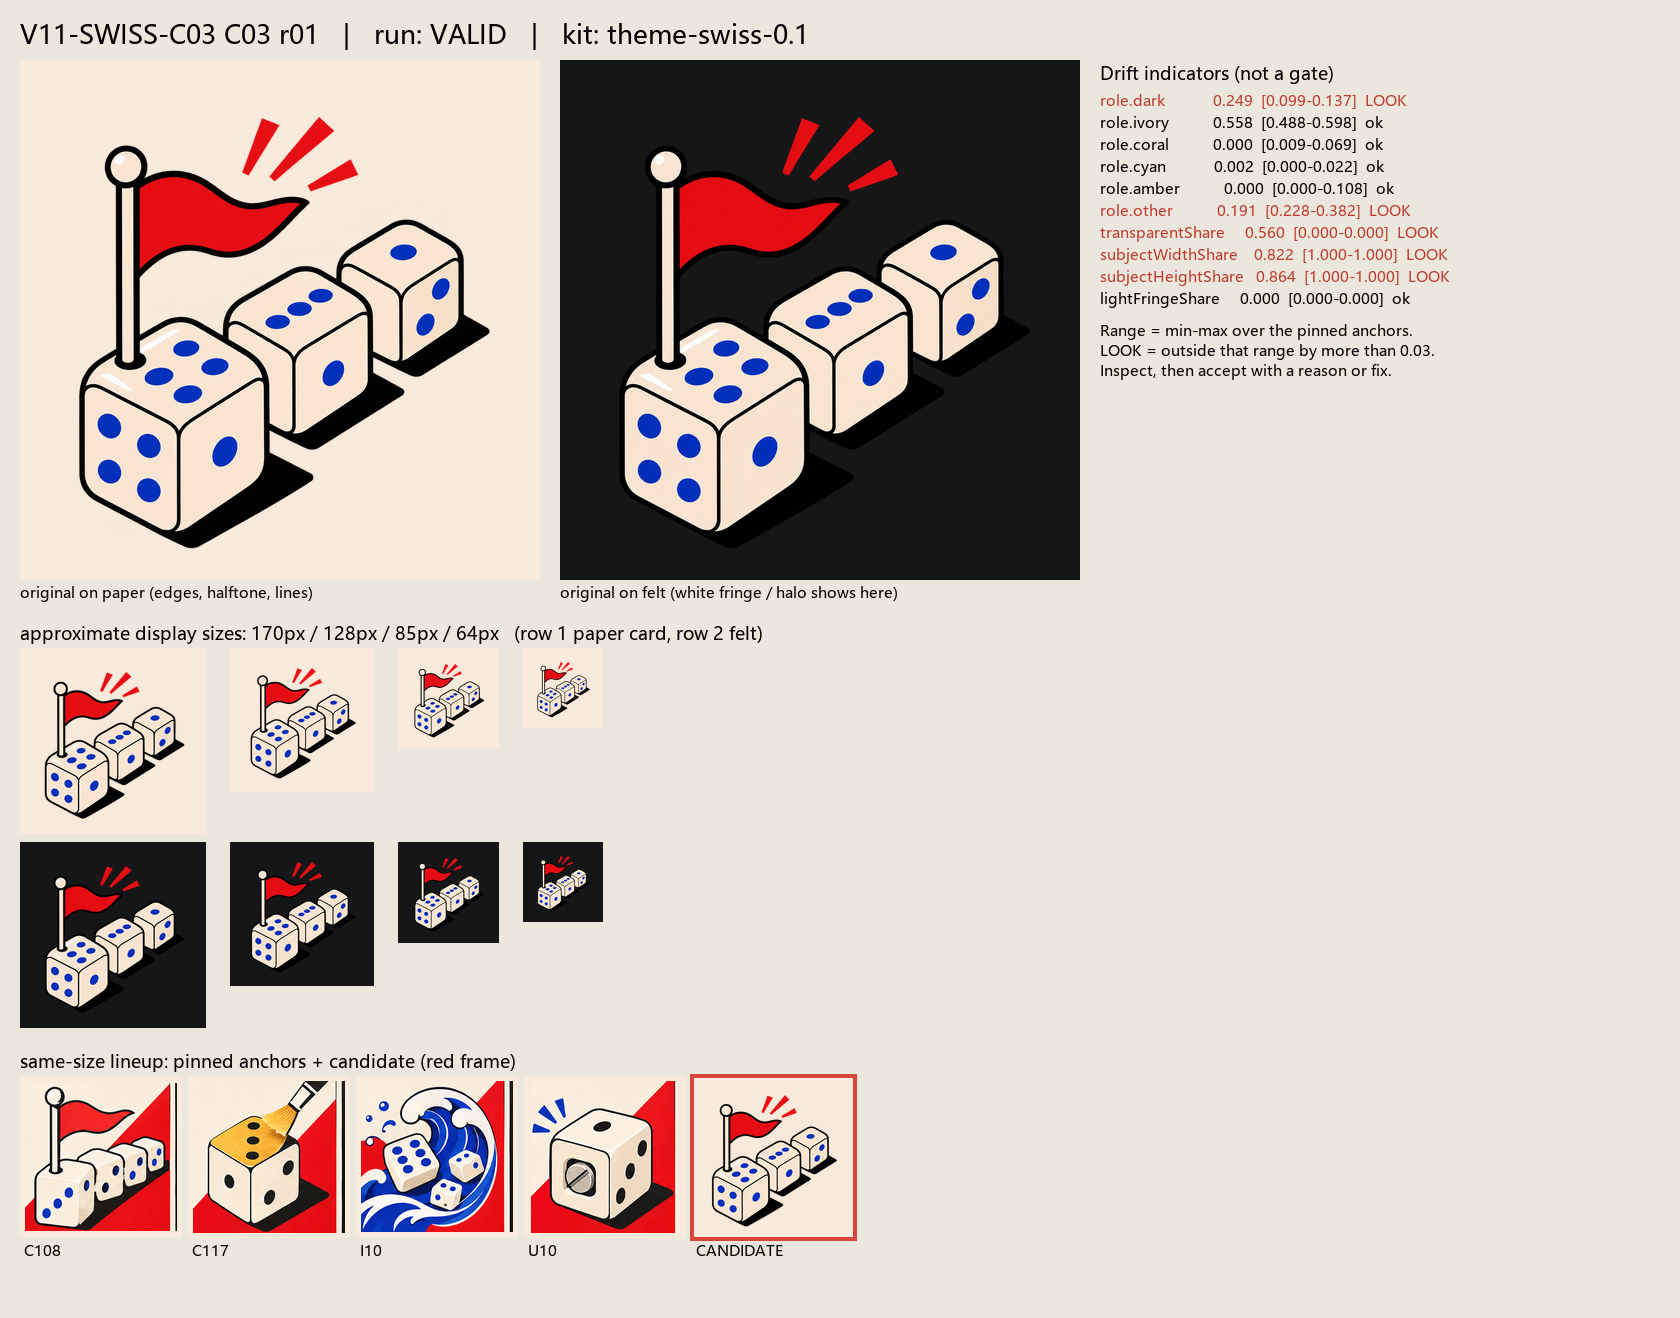 V11-SWISS-C03 C03 r01 | run: VALID | kit: theme-swiss-0.1
Drift indicators (not a gate)
role.dark 0.249 [0.099-0.137] LOOK
role.ivory 0.558 [0.488-0.598] ok
role.coral 0.000 [0.009-0.069] ok
role.cyan 0.002 [0.000-0.022] ok
role.amber 0.000 [0.000-0.108] ok
role.other 0.191 [0.228-0.382] LOOK
transparentShare 0.560 [0.000-0.000] LOOK
subjectWidthShare 0.822 [1.000-1.000] LOOK
subjectHeightShare 0.864 [1.000-1.000] LOOK
lightFringeShare 0.000 [0.000-0.000] ok
Range = min-max over the pinned anchors.
LOOK = outside that range by more than 0.03.
Inspect, then accept with a reason or fix.
original on paper (edges, halftone, lines)
original on felt (white fringe / halo shows here)
approximate display sizes: 170px / 128px / 85px / 64px (row 1 paper card, row 2 felt)
same-size lineup: pinned anchors + candidate (red frame)
C108
C117
I10
U10
CANDIDATE